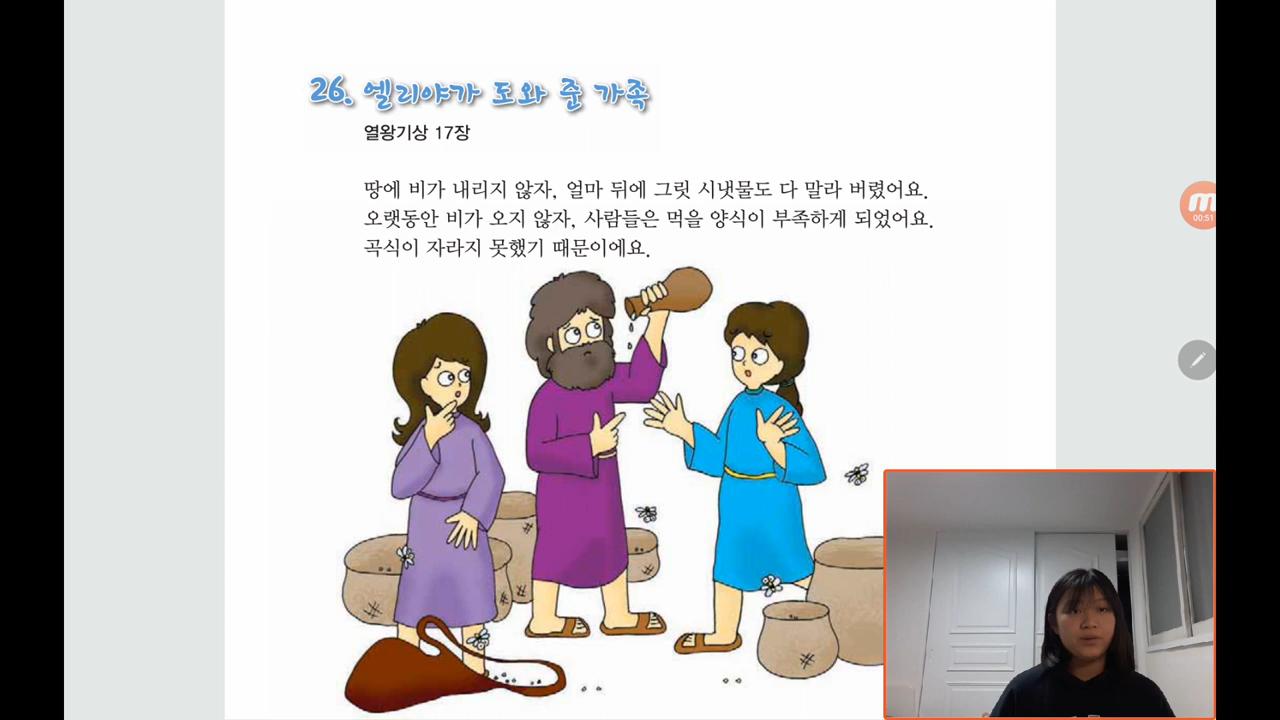 26. 엘리야가 도와 준 가족
열왕기상 17장
땅에 비가 내리지 않자, 얼마 뒤에 그릿 시냇물도 다 말라 버렸어요.
오랫동안 비가 오지 않자, 사람들은 먹을 양식이 부족하게 되었어요.
곡식이 자라지 못했기 때문이에요.
00:51